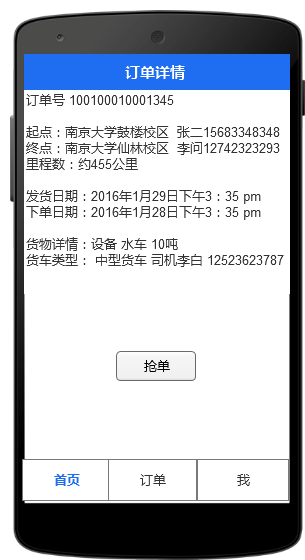 订单详情
订单号 100100010001345
起点：南京大学鼓楼校区 张二15683348348
终点：南京大学仙林校区 李问12742323293
里程数：约455公里
发货日期：2016年1月29日下午3：35 pm
下单日期：2016年1月28日下午3：35 pm
货物详情：设备 水车 10吨
货车类型： 中型货车 司机李白 12523623787
抢单
首页 订单 我